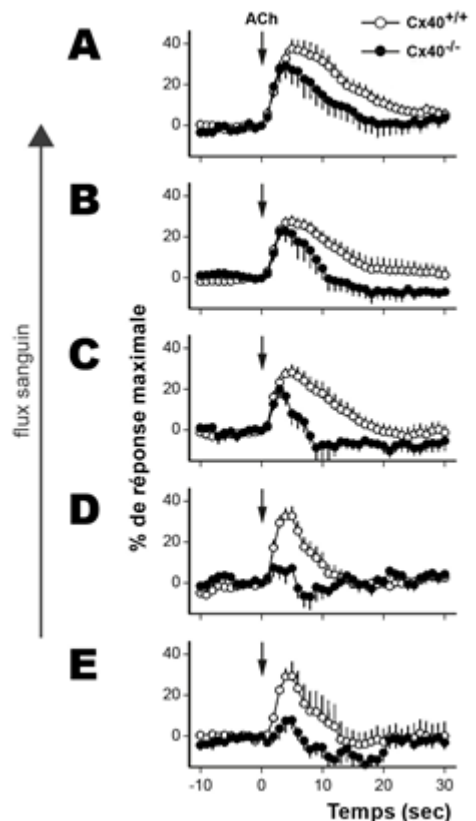 ACh
Cx40+/+
Cx40-/-
A
40
20
0
B
40
20
0
C
40
20
0
D
40
20
0
E
40
20
0
-10 0 10 20 30
Temps (sec)
% de réponse maximale
flux sanguin